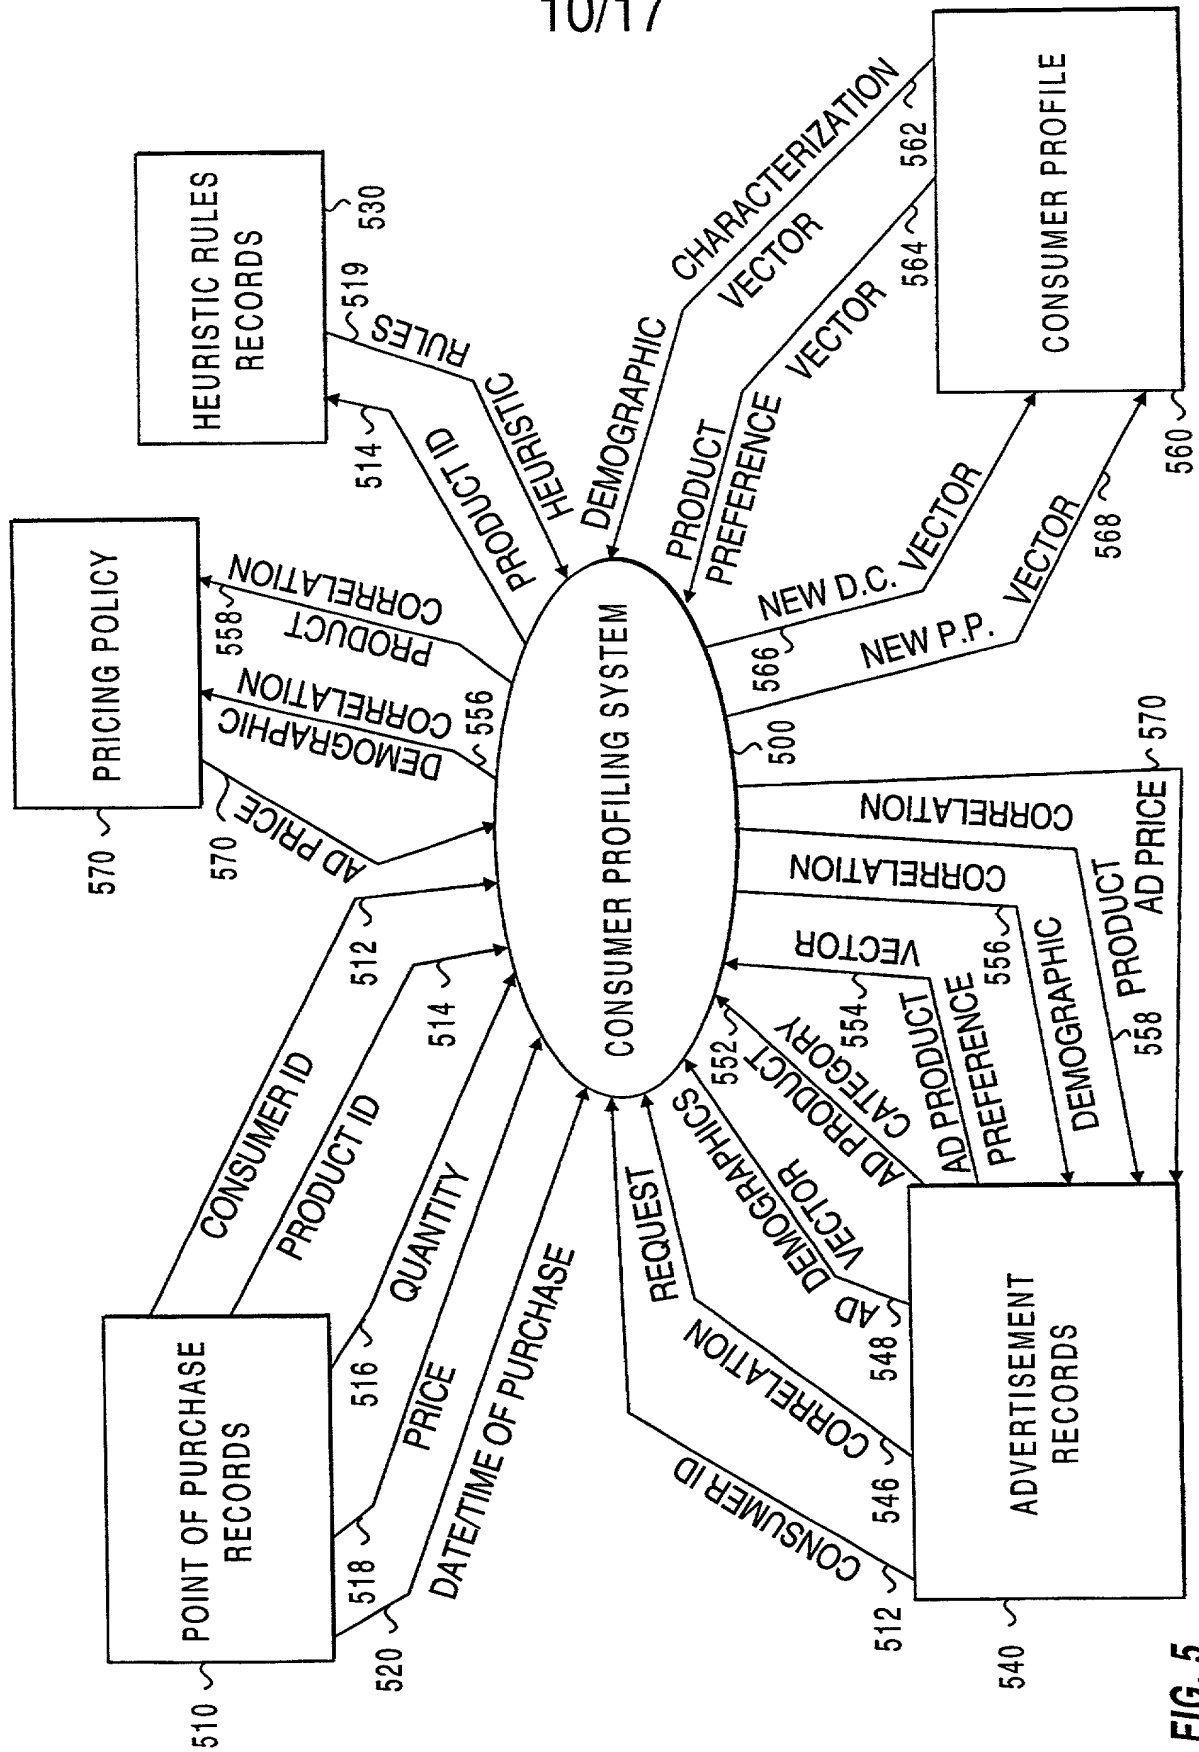 10/17
POINT OF PURCHASE
RECORDS
510
CONSUMER ID
512
PRODUCT ID
514
QUANTITY
516
PRICE
518
DATE/TIME OF PURCHASE
520
PRICING POLICY
570
AD PRICE
570
DEMOGRAPHIC
CORRELATION
556
PRODUCT
CORRELATION
558
HEURISTIC RULES
RECORDS
530
PRODUCT ID
514
HEURISTIC
RULES
519
CONSUMER PROFILING SYSTEM
500
ADVERTISEMENT
RECORDS
540
CONSUMER ID
512
CORRELATION
REQUEST
546
AD DEMOGRAPHICS
VECTOR
548
AD PRODUCT
CATEGORY
552
AD PRODUCT
PREFERENCE
VECTOR
554
DEMOGRAPHIC
CORRELATION
556
PRODUCT
CORRELATION
558
AD PRICE
570
CONSUMER PROFILE
560
DEMOGRAPHIC
CHARACTERIZATION
VECTOR
562
PRODUCT
PREFERENCE
VECTOR
564
NEW D.C. VECTOR
566
NEW P.P. VECTOR
568
FIG. 5